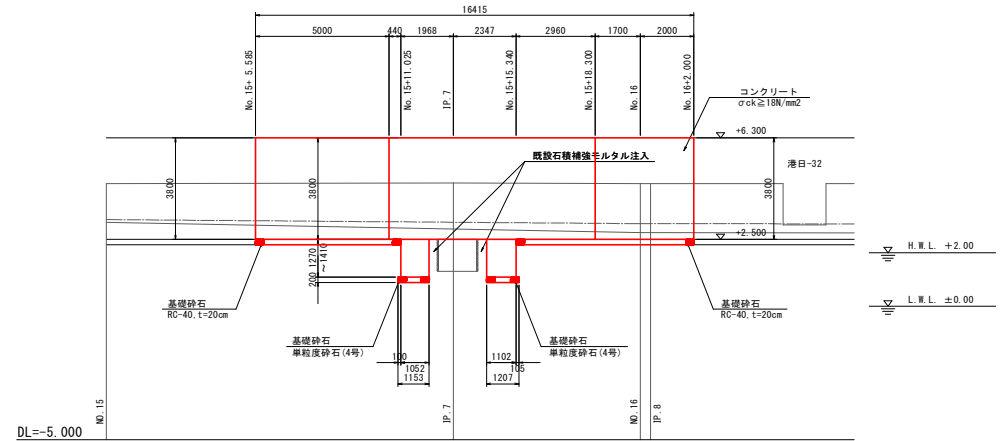 16415
5000
440
1968
2347
2960
1700
2000
No.15+ 5.585
No.15+11.025
IP.7
No.15+15.340
No.15+18.300
No.16
No.16+2.000
コンクリート
σck≧18N/mm2
+6.300
港日-32
既設石積補強モルタル注入
3800
3800
3800
+2.500
H.W.L. +2.00
1270
~1410
200
基礎砕石
RC-40,t=20cm
基礎砕石
単粒度砕石(4号)
基礎砕石
単粒度砕石(4号)
基礎砕石
RC-40,t=20cm
L.W.L. ±0.00
100
1052
1153
1102
105
1207
NO.15
IP.7
NO.16
IP.8
DL=-5.000